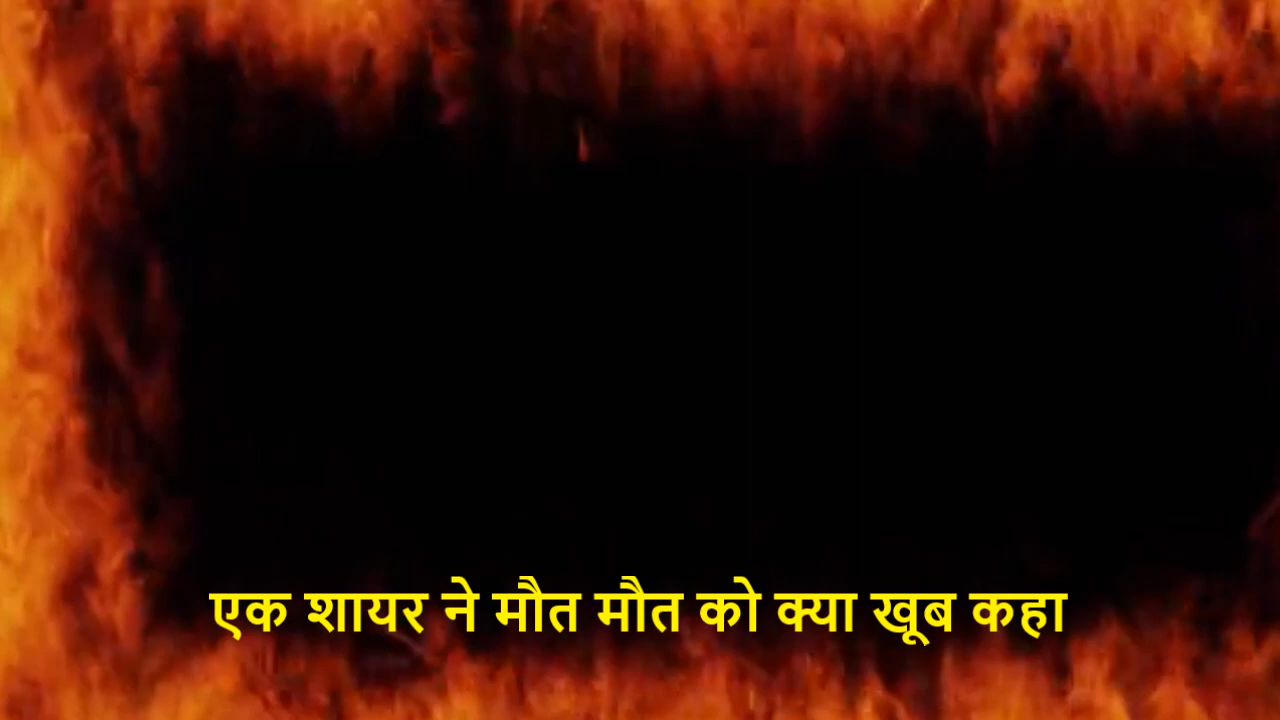 एक शायर ने मौत मौत को क्या खूब कहा